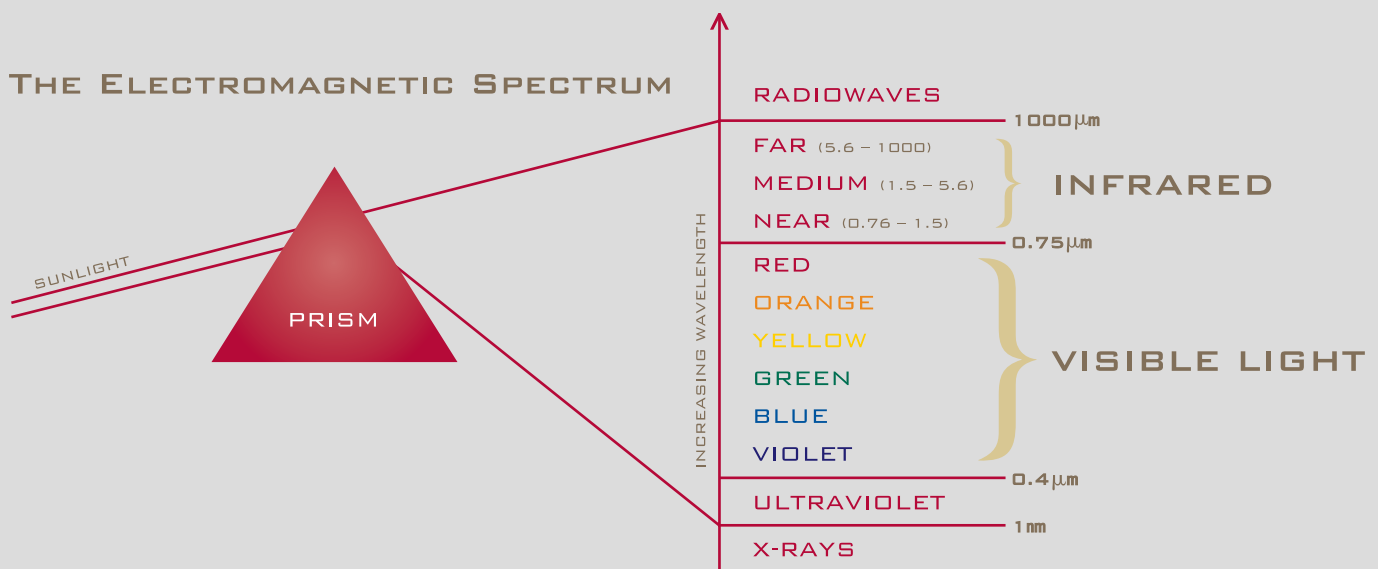 THE ELECTROMAGNETIC SPECTRUM
SUNLIGHT
PRISM
INCREASING WAVELENGTH
RADIOWAVES
1000μm
FAR (5.6 – 1000)
MEDIUM (1.5 – 5.6)
NEAR (0.76 – 1.5)
INFRARED
0.75μm
RED
ORANGE
YELLOW
GREEN
BLUE
VIOLET
VISIBLE LIGHT
0.4μm
ULTRAVIOLET
1nm
X-RAYS